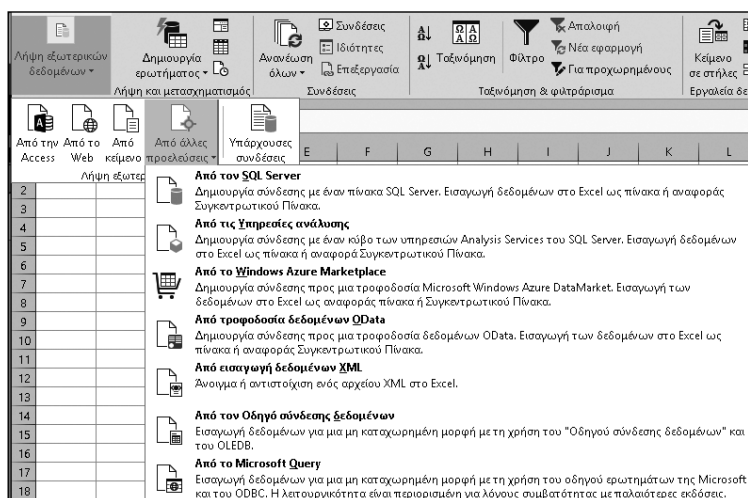 Λήψη εξωτερικών
δεδομένων
Δημιουργία
ερωτήματος
Λήψη και μετασχηματισμός
Ανανέωση
όλων
Συνδέσεις
Ιδιότητες
Επεξεργασία
Συνδέσεις
Ταξινόμηση
Φίλτρο
Απαλοιφή
Νέα εφαρμογή
Για προχωρημένους
Ταξινόμηση & φιλτράρισμα
Κείμενο
σε στήλες
Εργαλεία δε
Από την
Access
Από το
Web
Από
κείμενο
Από άλλες
προελεύσεις
Υπάρχουσες
συνδέσεις
Λήψη εξωτερ
E F G H I J K L
2
3
4
5
6
7
8
9
10
11
12
13
14
15
16
17
18
Από τον SQL Server
Δημιουργία σύνδεσης με έναν πίνακα SQL Server. Εισαγωγή δεδομένων στο Excel ως πίνακα ή αναφοράς
Συγκεντρωτικού Πίνακα.
Από τις Υπηρεσίες ανάλυσης
Δημιουργία σύνδεσης με έναν κύβο των υπηρεσιών Analysis Services του SQL Server. Εισαγωγή δεδομένων
στο Excel ως πίνακα ή αναφορά Συγκεντρωτικού Πίνακα.
Από το Windows Azure Marketplace
Δημιουργία σύνδεσης προς μια τροφοδοσία Microsoft Windows Azure DataMarket. Εισαγωγή των
δεδομένων στο Excel ως αναφοράς πίνακα ή Συγκεντρωτικού Πίνακα.
Από τροφοδοσία δεδομένων OData
Δημιουργία σύνδεσης προς μια τροφοδοσία δεδομένων OData. Εισαγωγή των δεδομένων στο Excel ως
πίνακα ή αναφοράς Συγκεντρωτικού Πίνακα.
Από εισαγωγή δεδομένων XML
Άνοιγμα ή αντιστοίχιση ενός αρχείου XML στο Excel.
Από τον Οδηγό σύνδεσης δεδομένων
Εισαγωγή δεδομένων για μια μη καταχωρημένη μορφή με τη χρήση του "Οδηγού σύνδεσης δεδομένων" και
του OLEDB.
Από το Microsoft Query
Εισαγωγή δεδομένων για μια μη καταχωρημένη μορφή με τη χρήση του οδηγού ερωτημάτων της Microsoft
και του ODBC. Η λειτουργικότητα είναι περιορισμένη για λόγους συμβατότητας με παλαιότερες εκδόσεις.